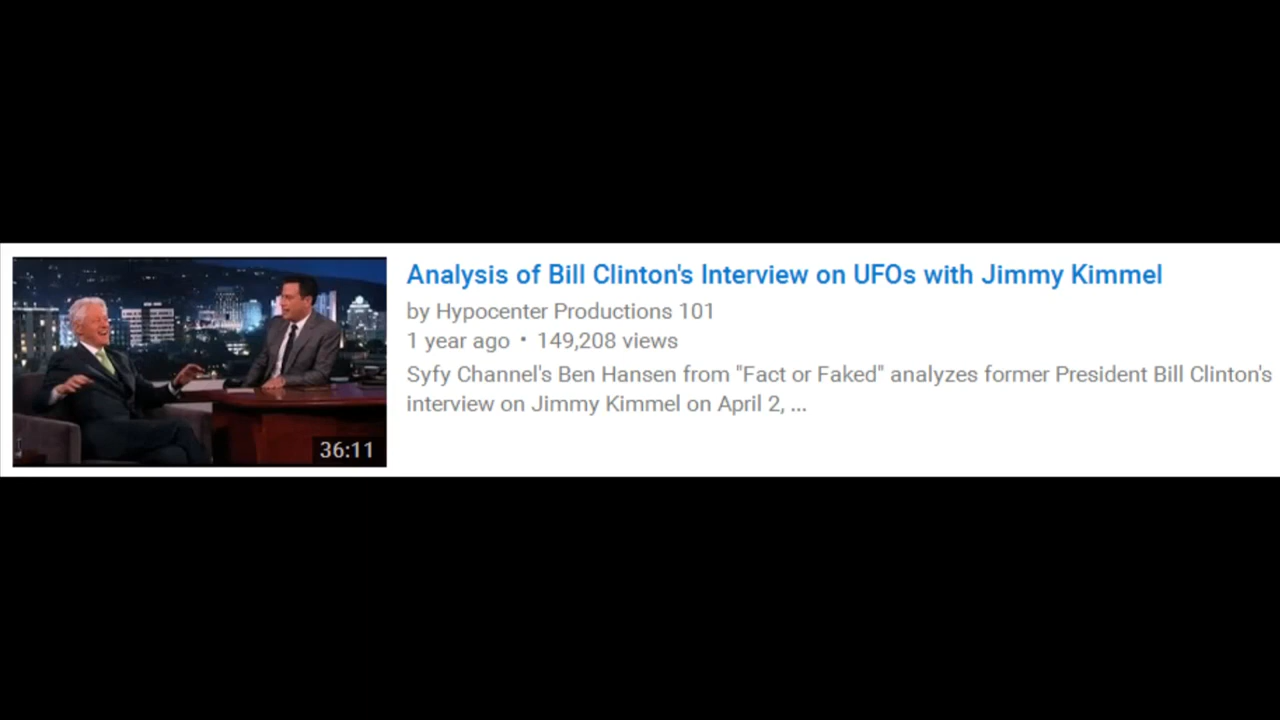 Analysis of Bill Clinton's Interview on UFOs with Jimmy Kimmel
by Hypocenter Productions 101
1 year ago • 149,208 views
Syfy Channel's Ben Hansen from "Fact or Faked" analyzes former President Bill Clinton's
interview on Jimmy Kimmel on April 2, ...
36:11